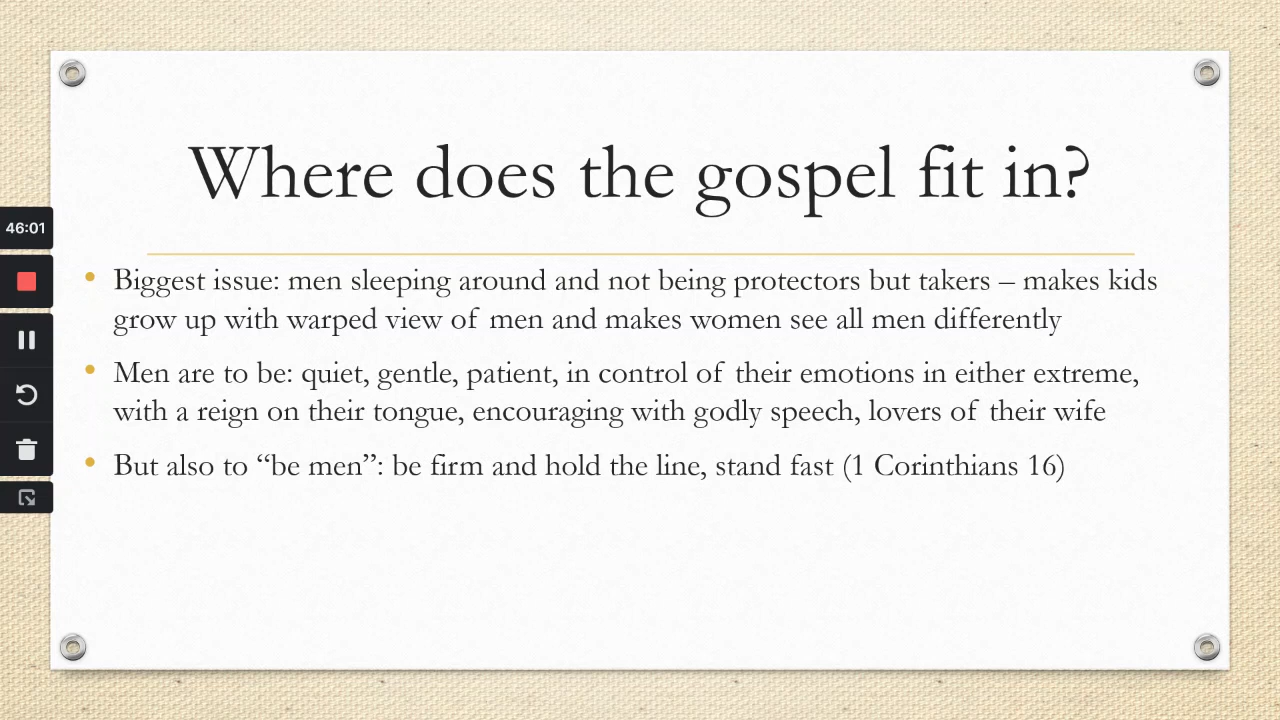 Where does the gospel fit in?
46:01
• Biggest issue: men sleeping around and not being protectors but takers – makes kids
grow up with warped view of men and makes women see all men differently
• Men are to be: quiet, gentle, patient, in control of their emotions in either extreme,
with a reign on their tongue, encouraging with godly speech, lovers of their wife
• But also to “be men”: be firm and hold the line, stand fast (1 Corinthians 16)